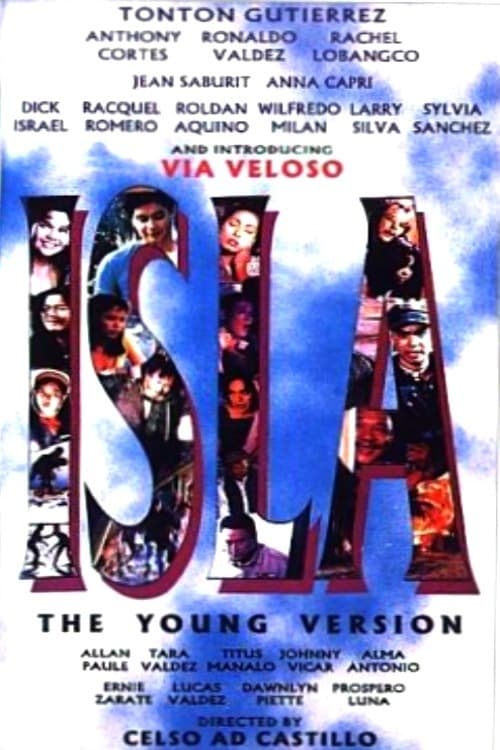 TONTON GUTIERREZ
ANTHONY RONALDO RACHEL
CORTES VALDEZ LOBANGCO
JEAN SABURIT ANNA CAPRI
DICK RACQUEL ROLDAN WILFREDO LARRY SYLVIA
ISRAEL ROMERO AQUINO MILAN SILVA SANCHEZ
AND INTRODUCING
VIA VELOSO
ISLA
THE YOUNG VERSION
ALLAN TARA TITUS JOHNNY ALMA
PAULE VALDEZ MANALO VICAR ANTONIO
ERNIE LUCAS DAWNLYN PROSPERO
ZARATE VALDEZ PIETTE LUNA
DIRECTED BY
CELSO AD CASTILLO